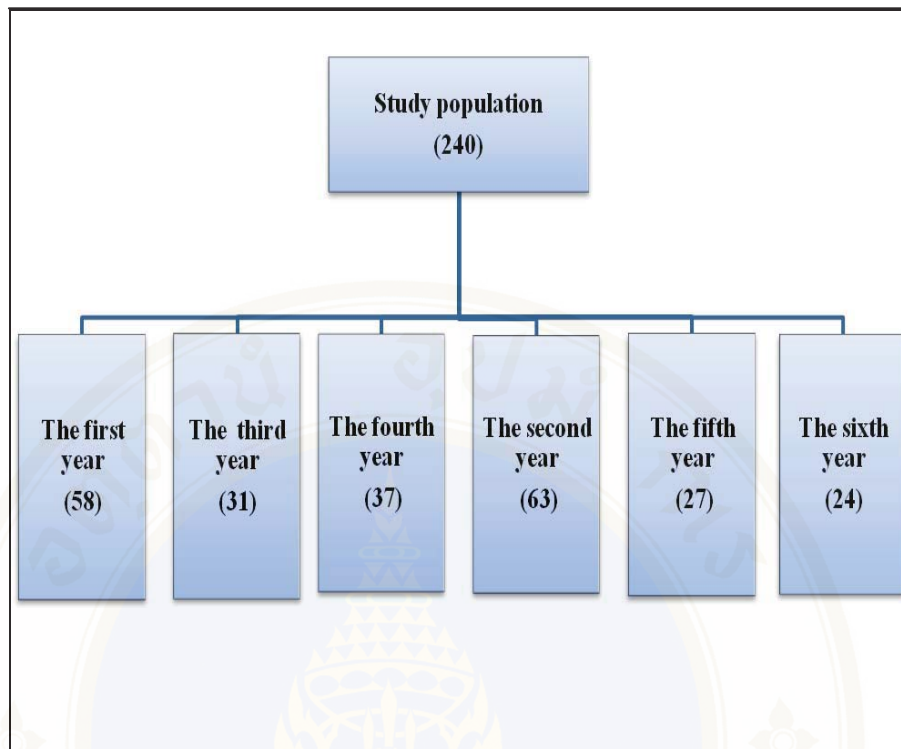 Study population
(240)
The first
year
(58)
The third
year
(31)
The fourth
year
(37)
The second
year
(63)
The fifth
year
(27)
The sixth
year
(24)